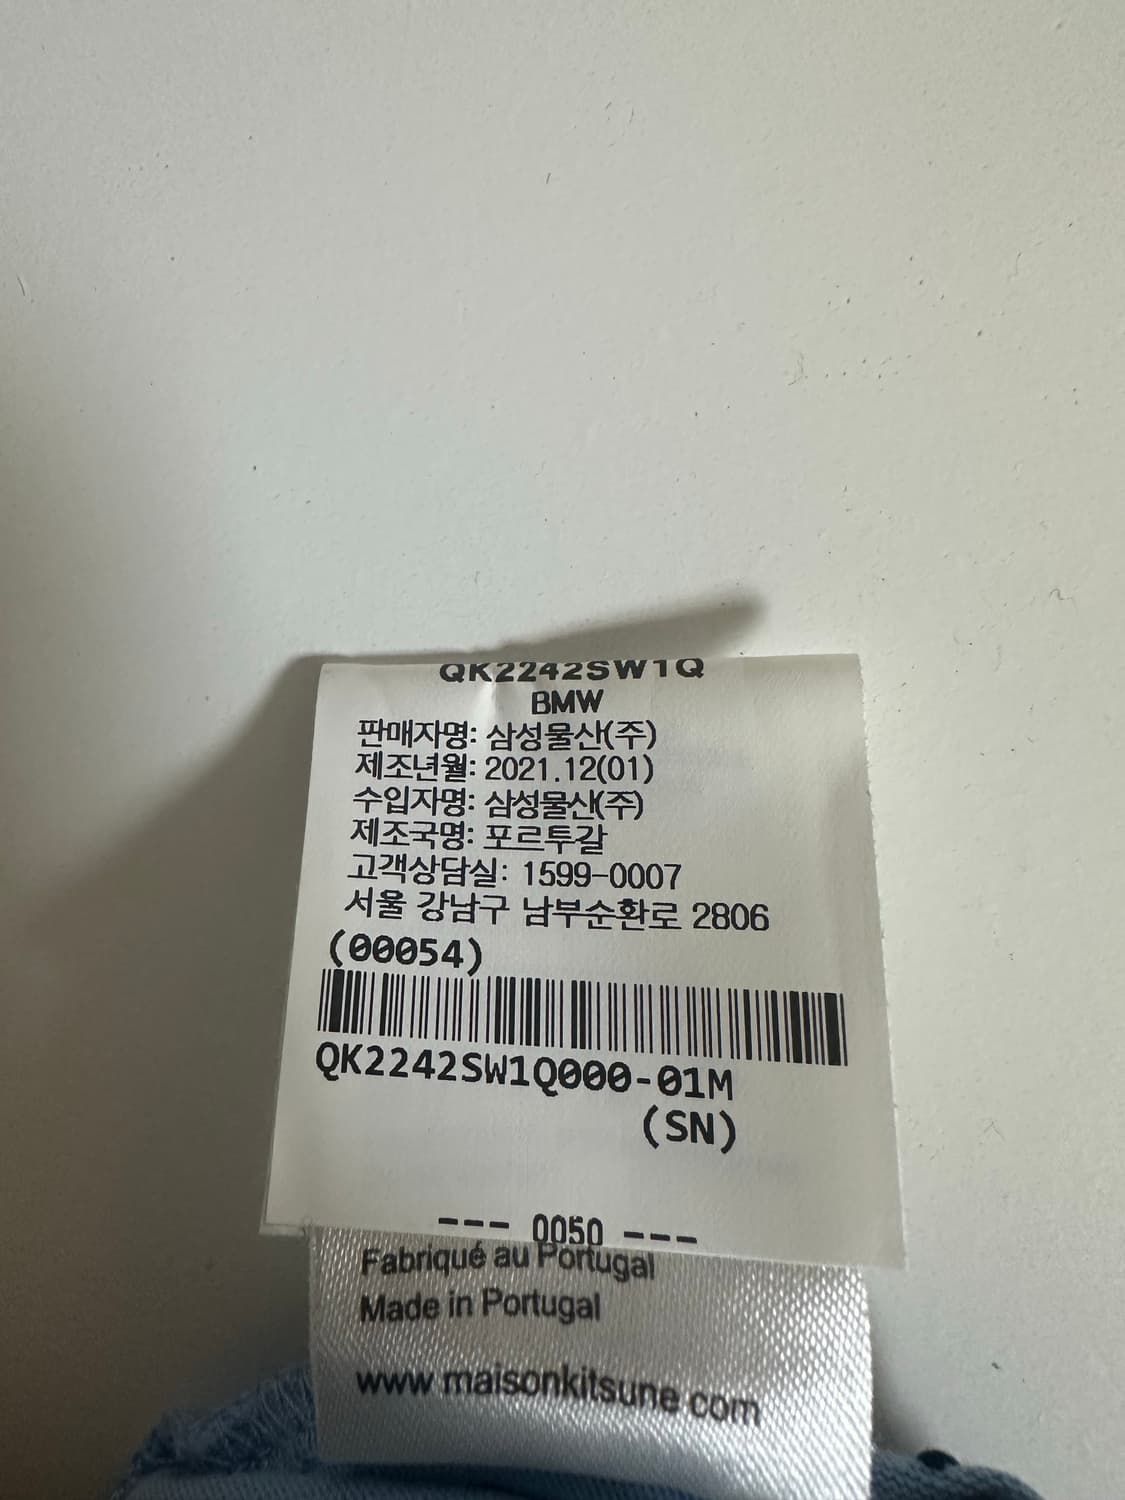 QK2242SW1Q
BMW
판매자명: 삼성물산(주)
제조년월: 2021.12(01)
수입자명: 삼성물산(주)
제조국명: 포르투갈
고객상담실: 1599-0007
서울 강남구 남부순환로 2806
(00054)
QK2242SW1Q000-01M
(SN)
--- 0050 ---
Fabriqué au Portugal
Made in Portugal
www maisonkitsune com